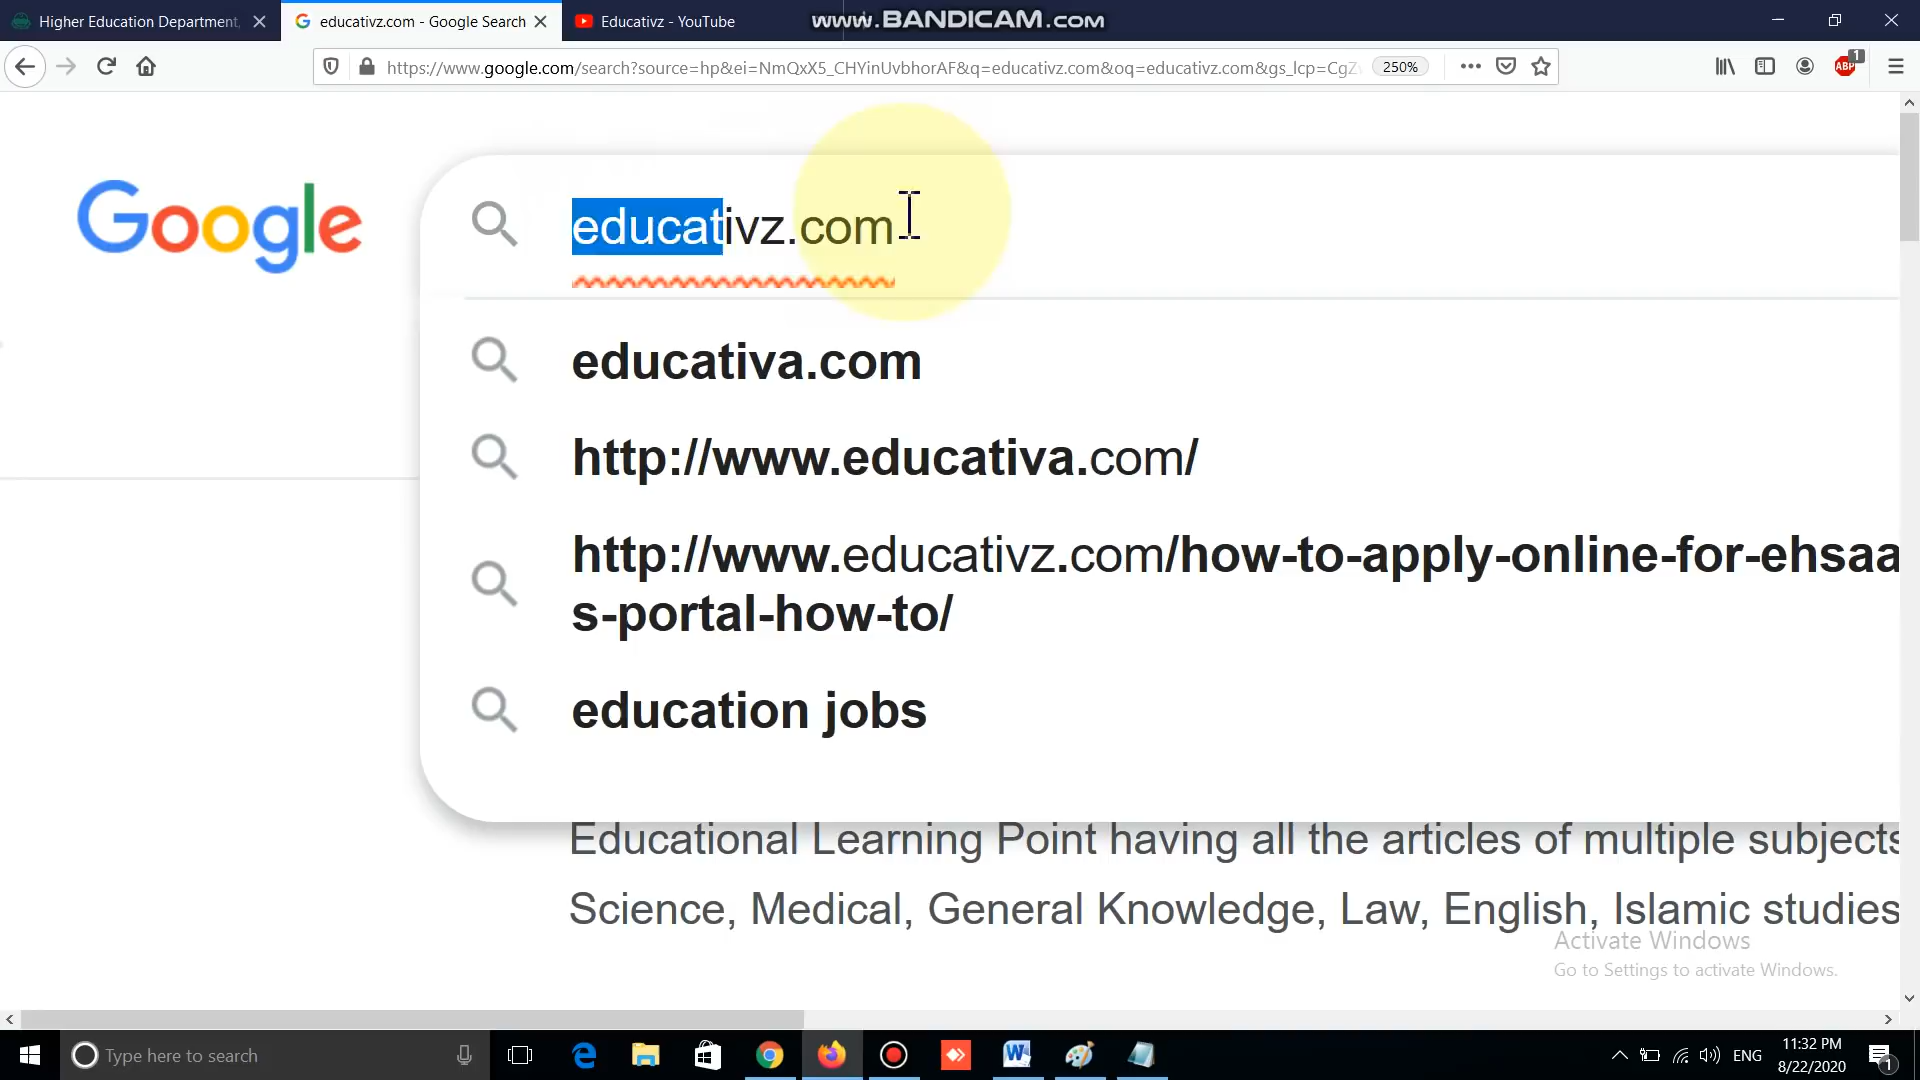 Higher Education Department,
educativz.com - Google Search
Educativz - YouTube
www.BANDICAM.com
https://www.google.com/search?source=hp&ei=NmQxX5_CHYinUvbhorAF&q=educativz.com&oq=educativz.com&gs_lcp=CgZ
250%
ABP
1
Google
educativz.com
educativa.com
http://www.educativa.com/
http://www.educativz.com/how-to-apply-online-for-ehsaa
s-portal-how-to/
education jobs
Educational Learning Point having all the articles of multiple subjects
Science, Medical, General Knowledge, Law, English, Islamic studies
Activate Windows
Go to Settings to activate Windows.
Type here to search
ENG
11:32 PM
8/22/2020
1